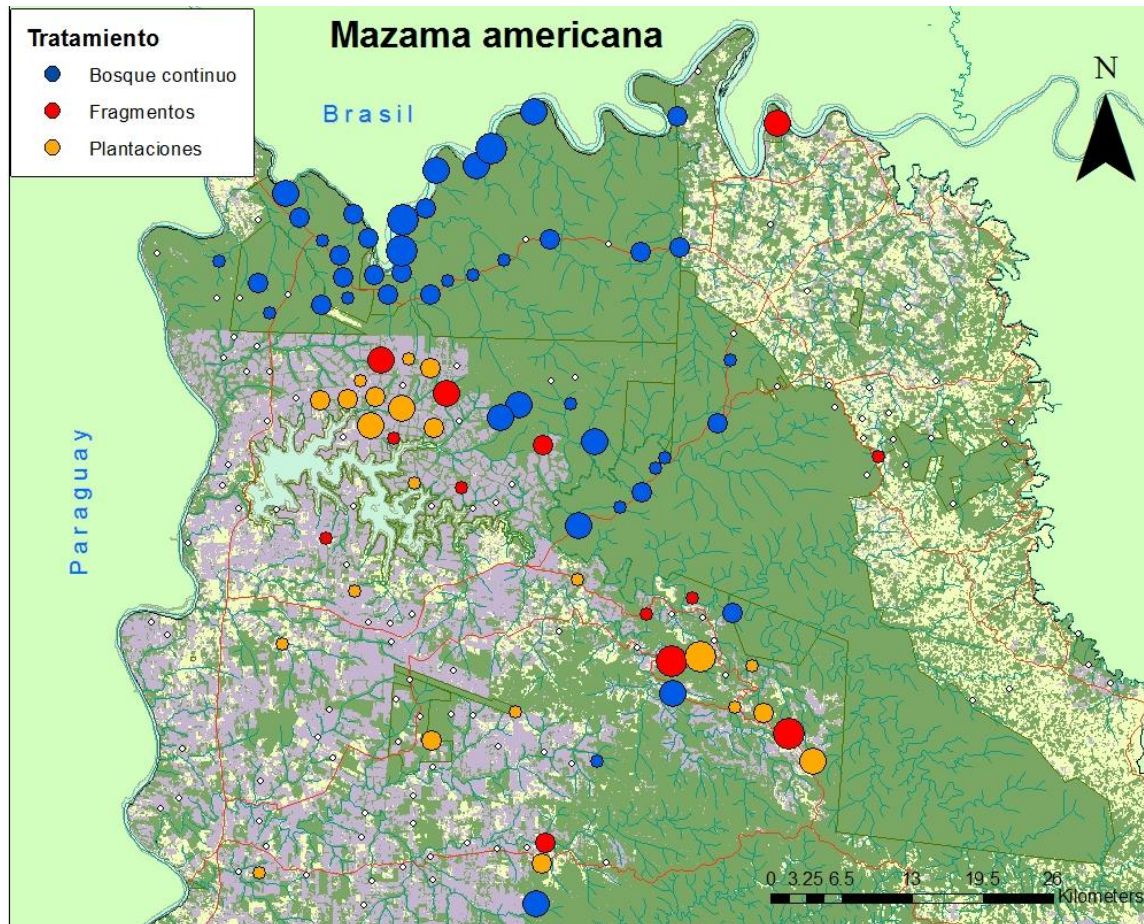 Tratamiento
Bosque continuo
Fragmentos
Plantaciones
Mazama americana
N
Brasil
Paraguay
0 3.25 6.5 13 19.5 26
Kilometers